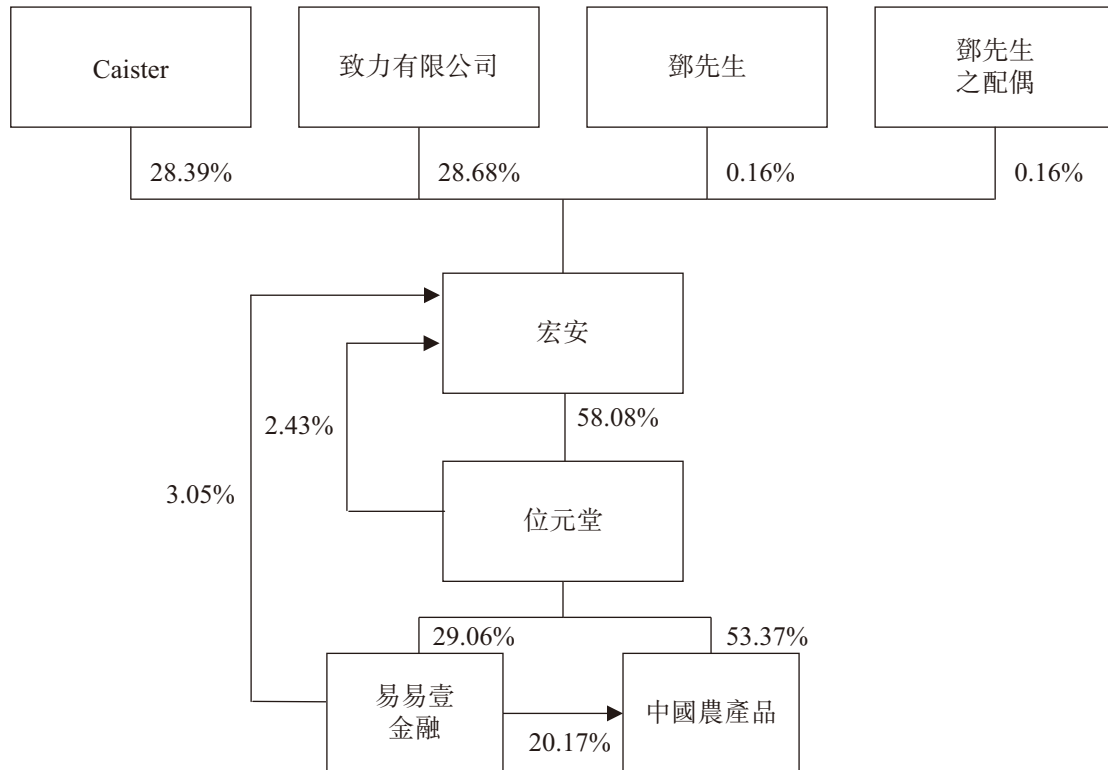 Caister
致力有限公司
鄧先生
鄧先生
之配偶
28.39%
28.68%
0.16%
0.16%
宏安
58.08%
2.43%
3.05%
位元堂
29.06%
53.37%
易易壹
金融
中國農產品
20.17%